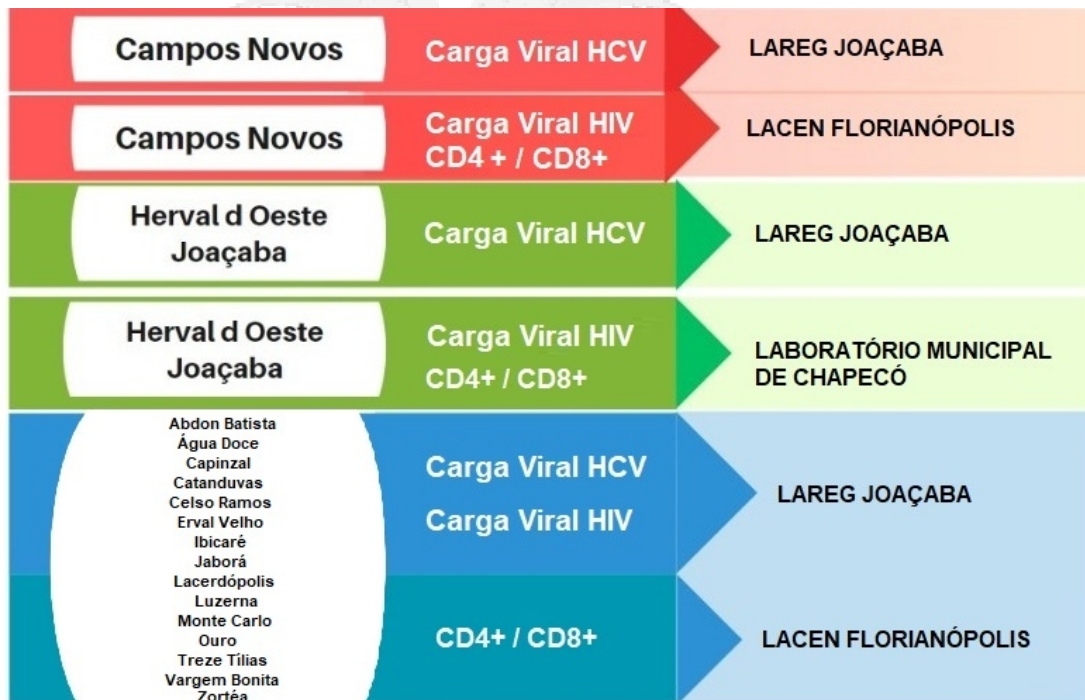 Campos Novos
Carga Viral HCV
LAREG JOAÇABA
Campos Novos
Carga Viral HIV
CD4 + / CD8+
LACEN FLORIANÓPOLIS
Herval d Oeste
Joaçaba
Carga Viral HCV
LAREG JOAÇABA
Herval d Oeste
Joaçaba
Carga Viral HIV
CD4+ / CD8+
LABORATÓRIO MUNICIPAL
DE CHAPECÓ
Abdon Batista
Água Doce
Capinzal
Catanduvas
Celso Ramos
Erval Velho
Ibicaré
Jaborá
Lacerdópolis
Luzerna
Monte Carlo
Ouro
Treze Tílias
Vargem Bonita
Zortéa
Carga Viral HCV
Carga Viral HIV
LAREG JOAÇABA
CD4+ / CD8+
LACEN FLORIANÓPOLIS